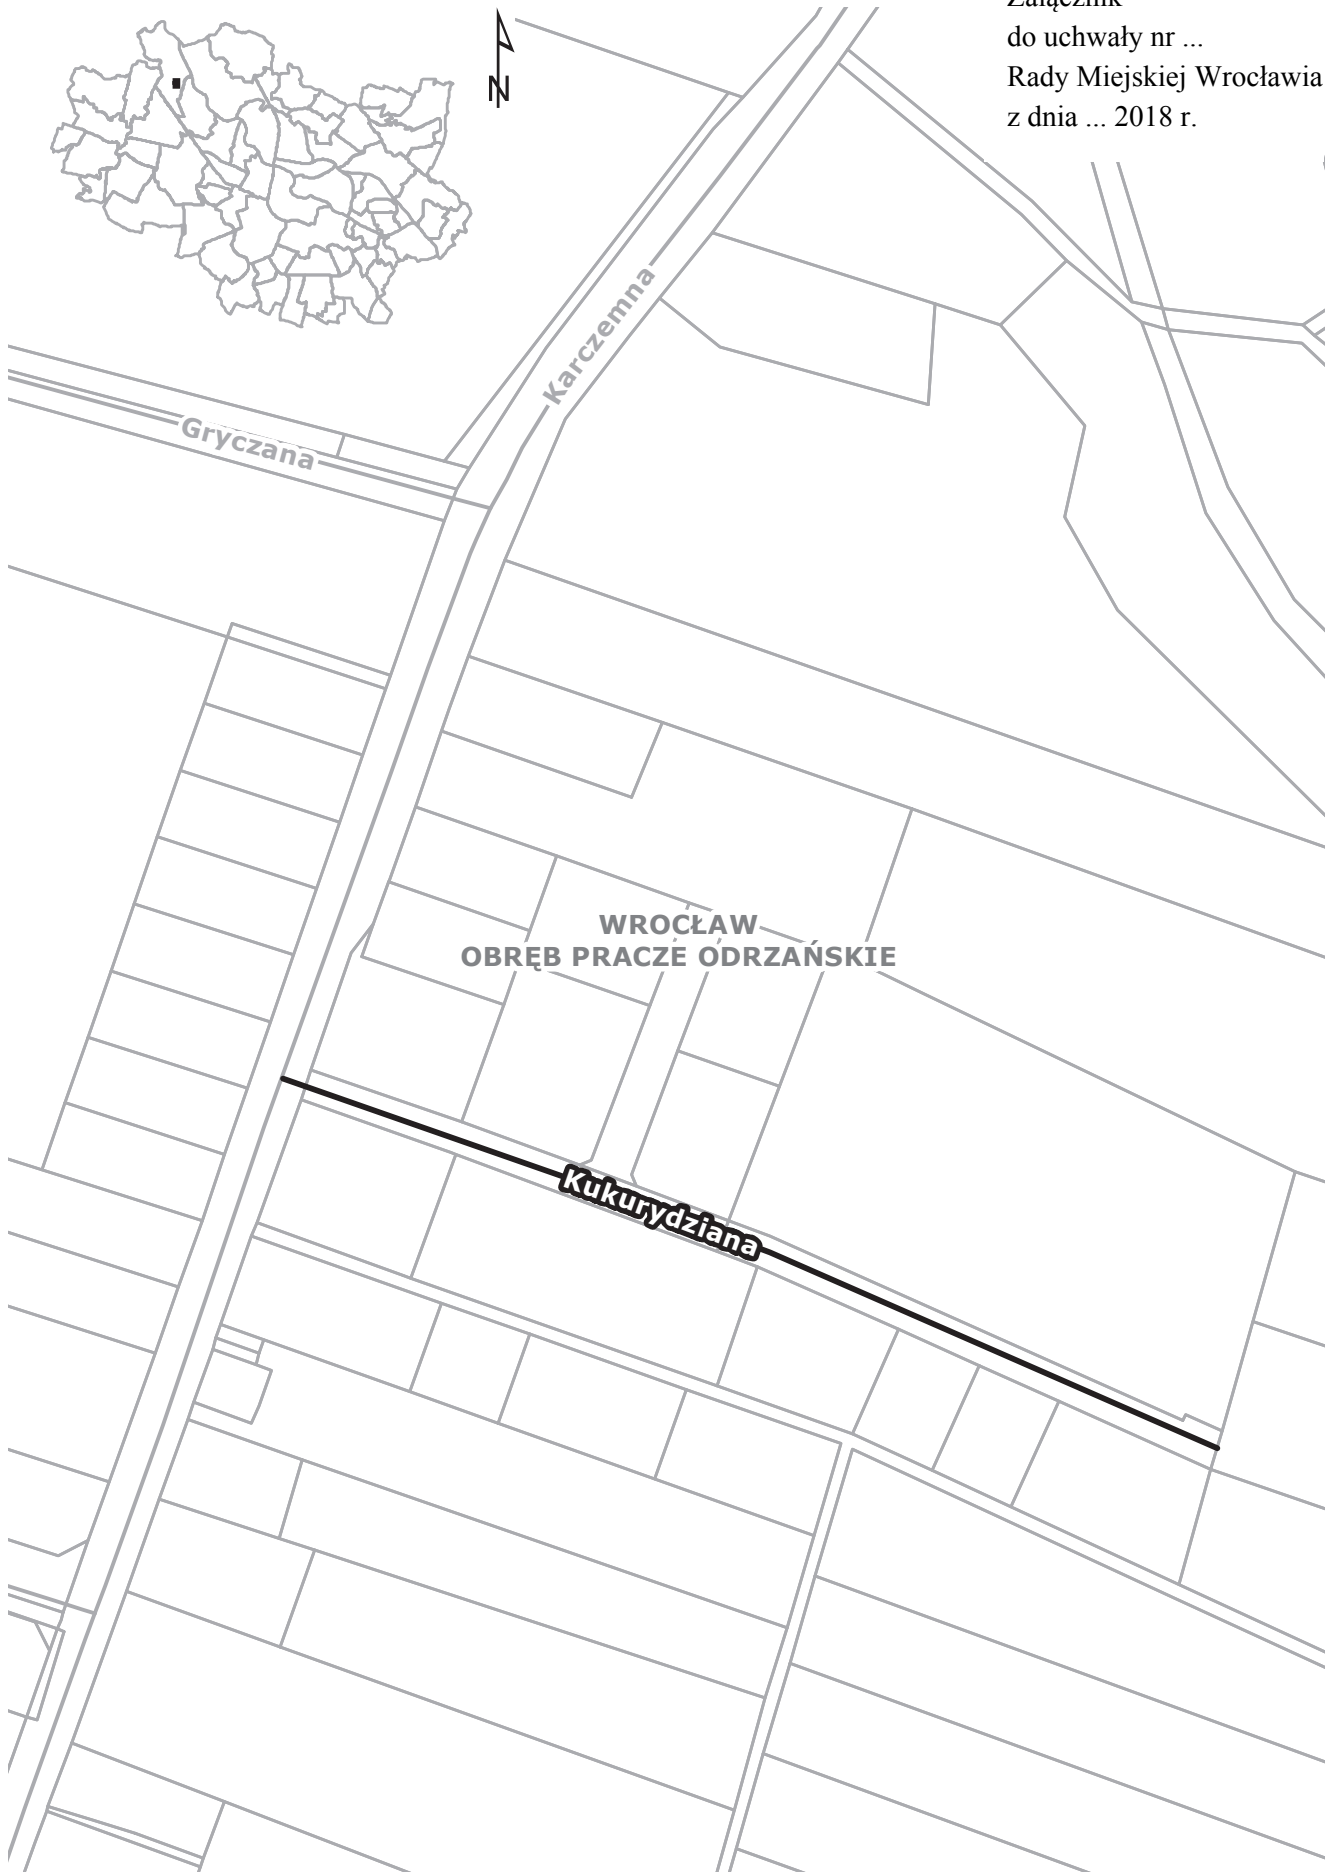 Załącznik
do uchwały nr ...
Rady Miejskiej Wrocławia
z dnia ... 2018 r.
N
Karczemna
Gryczana
WROCŁAW
OBRĘB PRACZE ODRZAŃSKIE
Kukurydziana